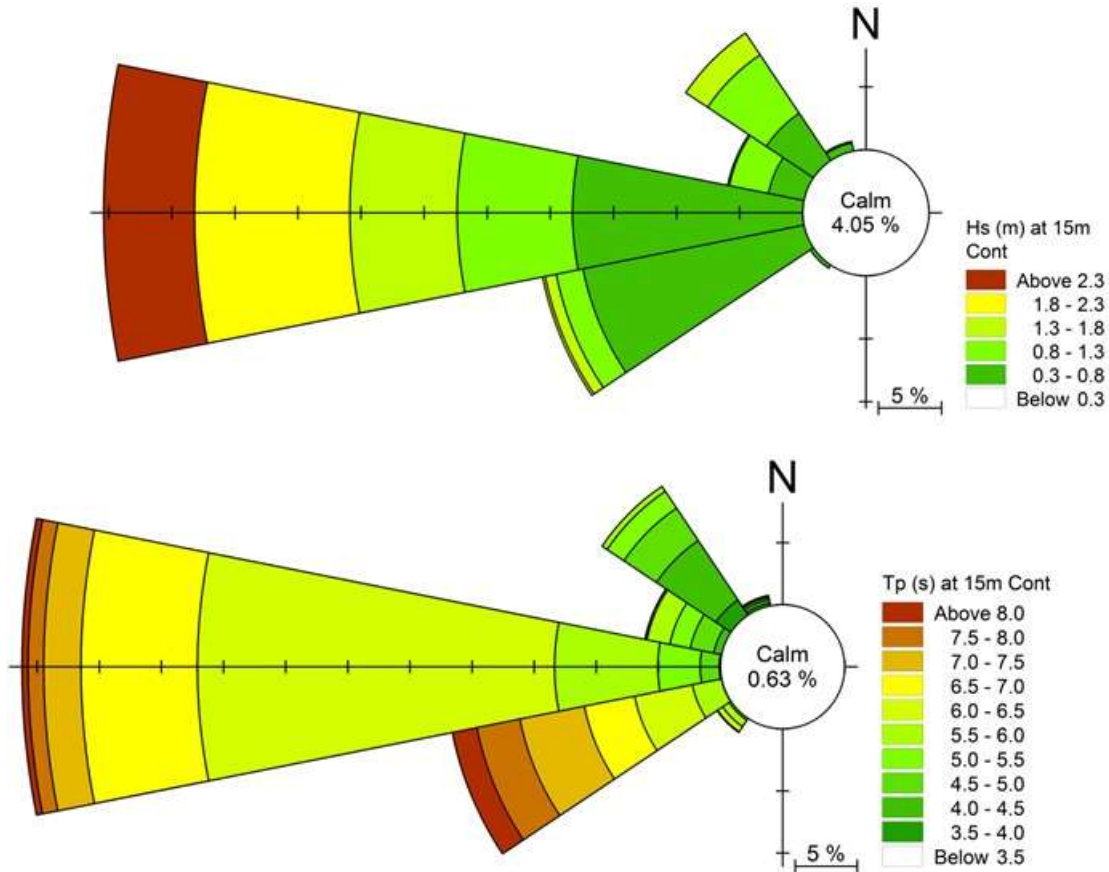 N
Calm
4.05 %
Hs (m) at 15m
Cont
Above 2.3
1.8 - 2.3
1.3 - 1.8
0.8 - 1.3
0.3 - 0.8
Below 0.3
5 %
N
Calm
0.63 %
Tp (s) at 15m Cont
Above 8.0
7.5 - 8.0
7.0 - 7.5
6.5 - 7.0
6.0 - 6.5
5.5 - 6.0
5.0 - 5.5
4.5 - 5.0
4.0 - 4.5
3.5 - 4.0
Below 3.5
5 %